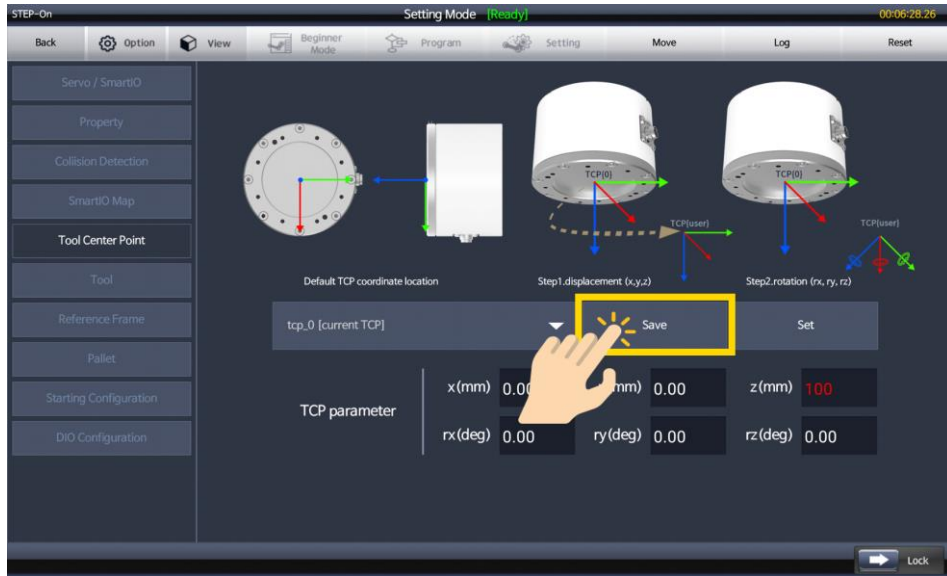 STEP-On
Setting Mode [Ready]
00:06:28.26
Back
Option
View
Beginner
Mode
Program
Setting
Move
Log
Reset
Servo / SmartIO
Property
Collision Detection
SmartIO Map
Tool Center Point
Tool
Reference Frame
Pallet
Starting Configuration
DIO Configuration
TCP(0)
TCP(user)
TCP(0)
TCP(user)
Default TCP coordinate location
Step1.displacement (x,y,z)
Step2.rotation (rx, ry, rz)
tcp_0 [current TCP]
Save
Set
TCP parameter
x(mm) 0.00
mm) 0.00
z(mm) 100
rx(deg) 0.00
ry(deg) 0.00
rz(deg) 0.00
Lock